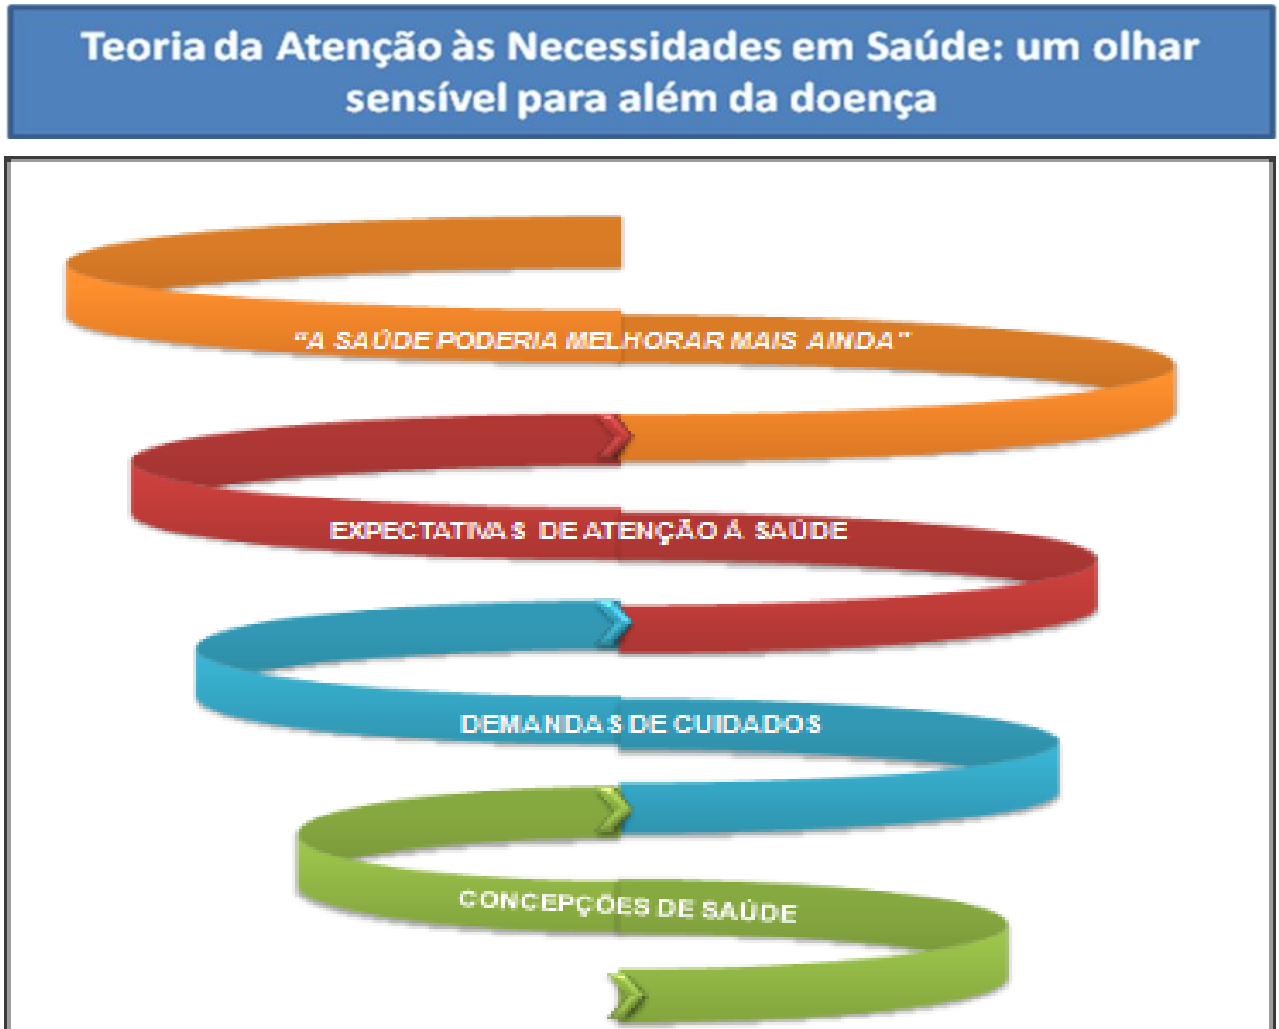 Teoria da Atenção às Necessidades em Saúde: um olhar
sensível para além da doença
“A SAÚDE PODERIA MELHORAR MAIS AINDA”
EXPECTATIVAS DE ATENÇÃO Á SAÚDE
DEMANDAS DE CUIDADOS
CONCEPÇÕES DE SAÚDE